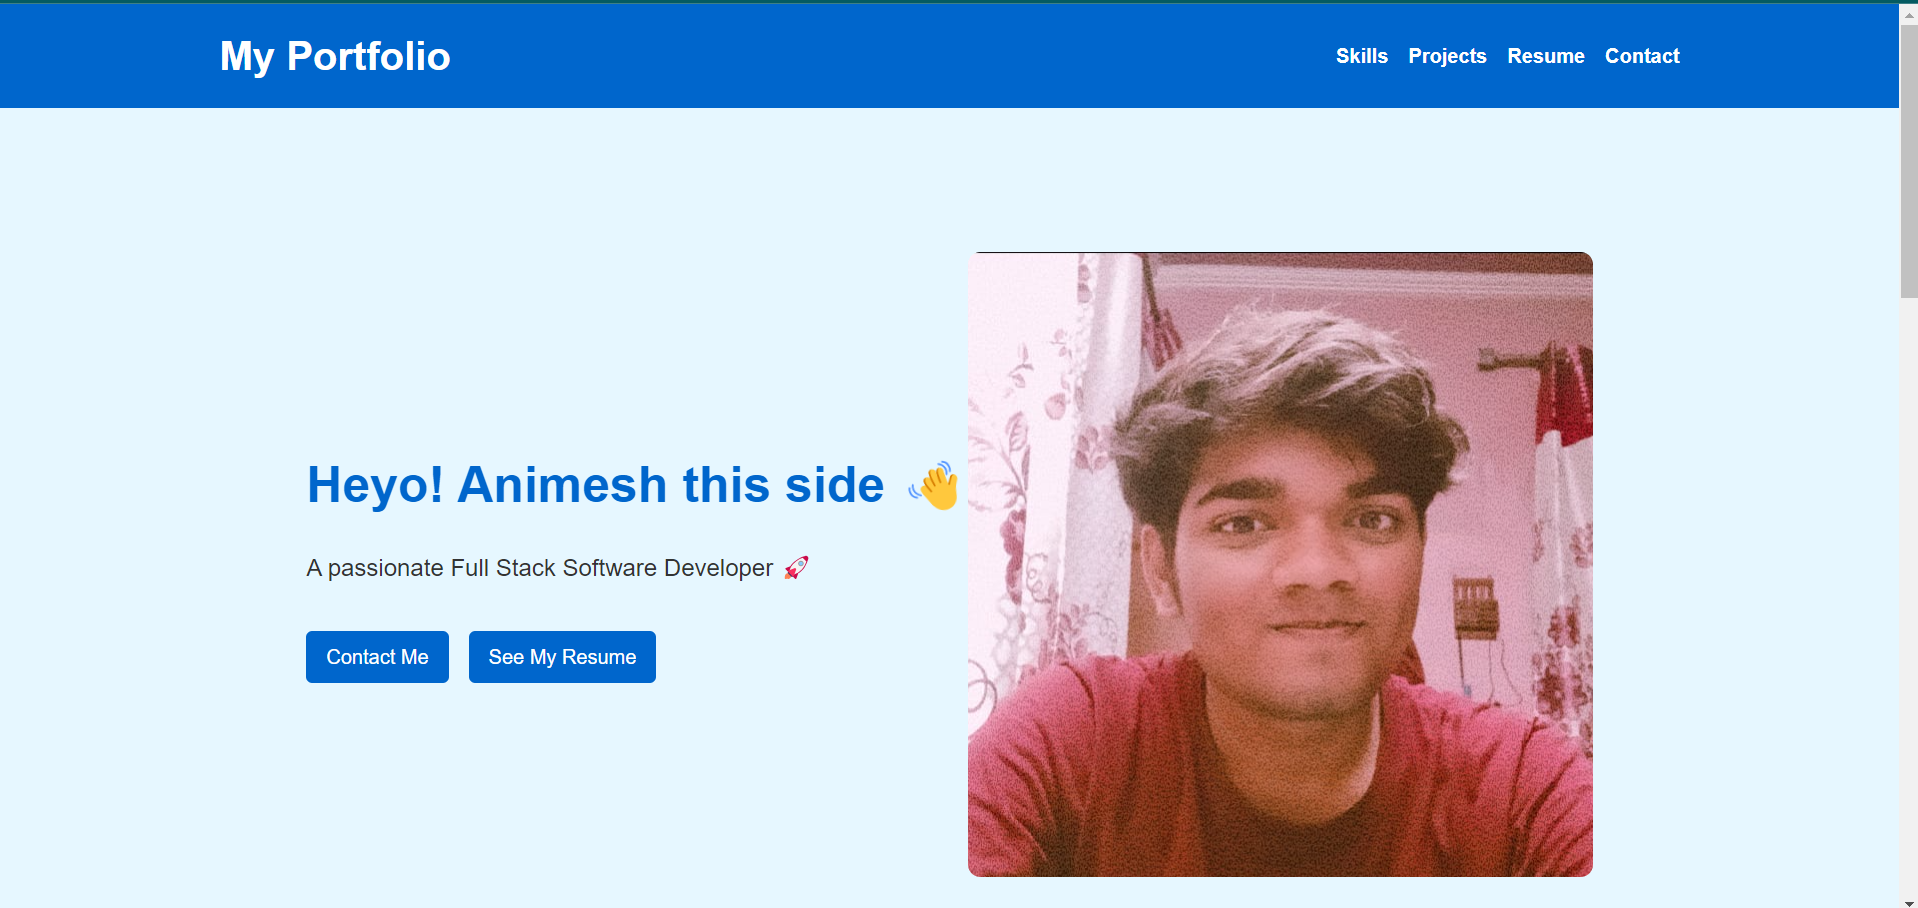 My Portfolio
Skills Projects Resume Contact
Heyo! Animesh this side 👋
A passionate Full Stack Software Developer 🚀
Contact Me See My Resume